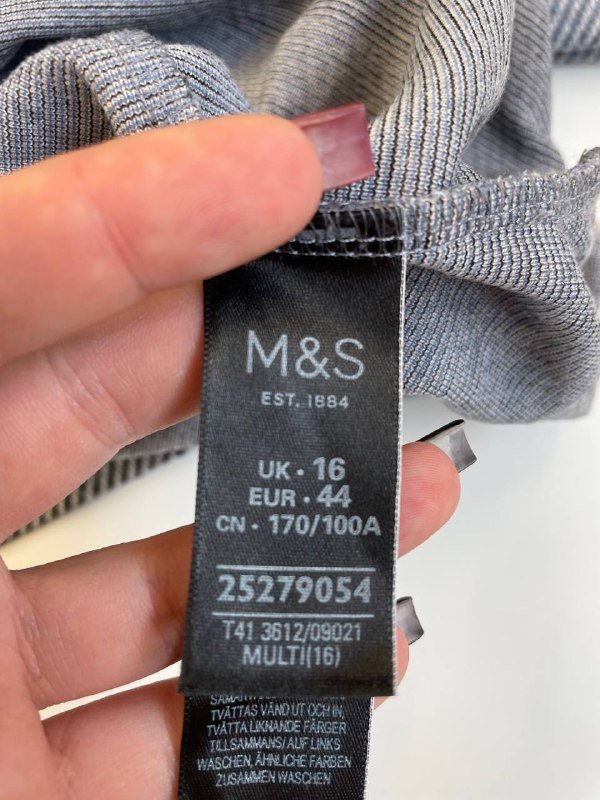 M&S
EST. 1884
UK • 16
EUR • 44
CN • 170/100A
25279054
T41 3612/09021
MULTI(16)
TVÄTTAS VÄND UT OCH IN,
TVÄTTA LIKNANDE FÄRGER
TILLSAMMANS/AUF LINKS
WASCHEN, ÄHNLICHE FARBEN
ZUSAMMEN WASCHEN